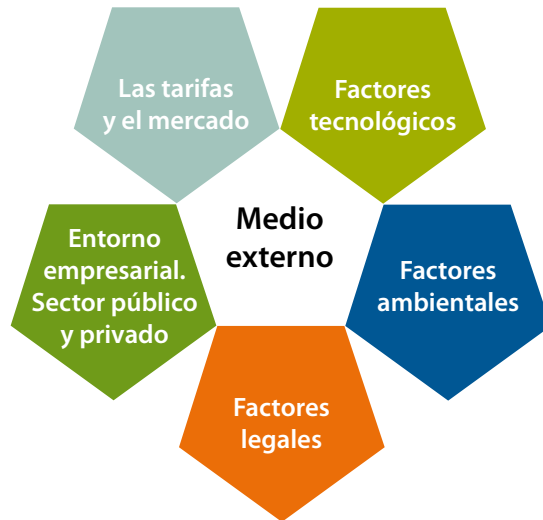 Las tarifas
y el mercado
Factores
tecnológicos
Medio
externo
Entorno
empresarial.
Sector público
y privado
Factores
ambientales
Factores
legales